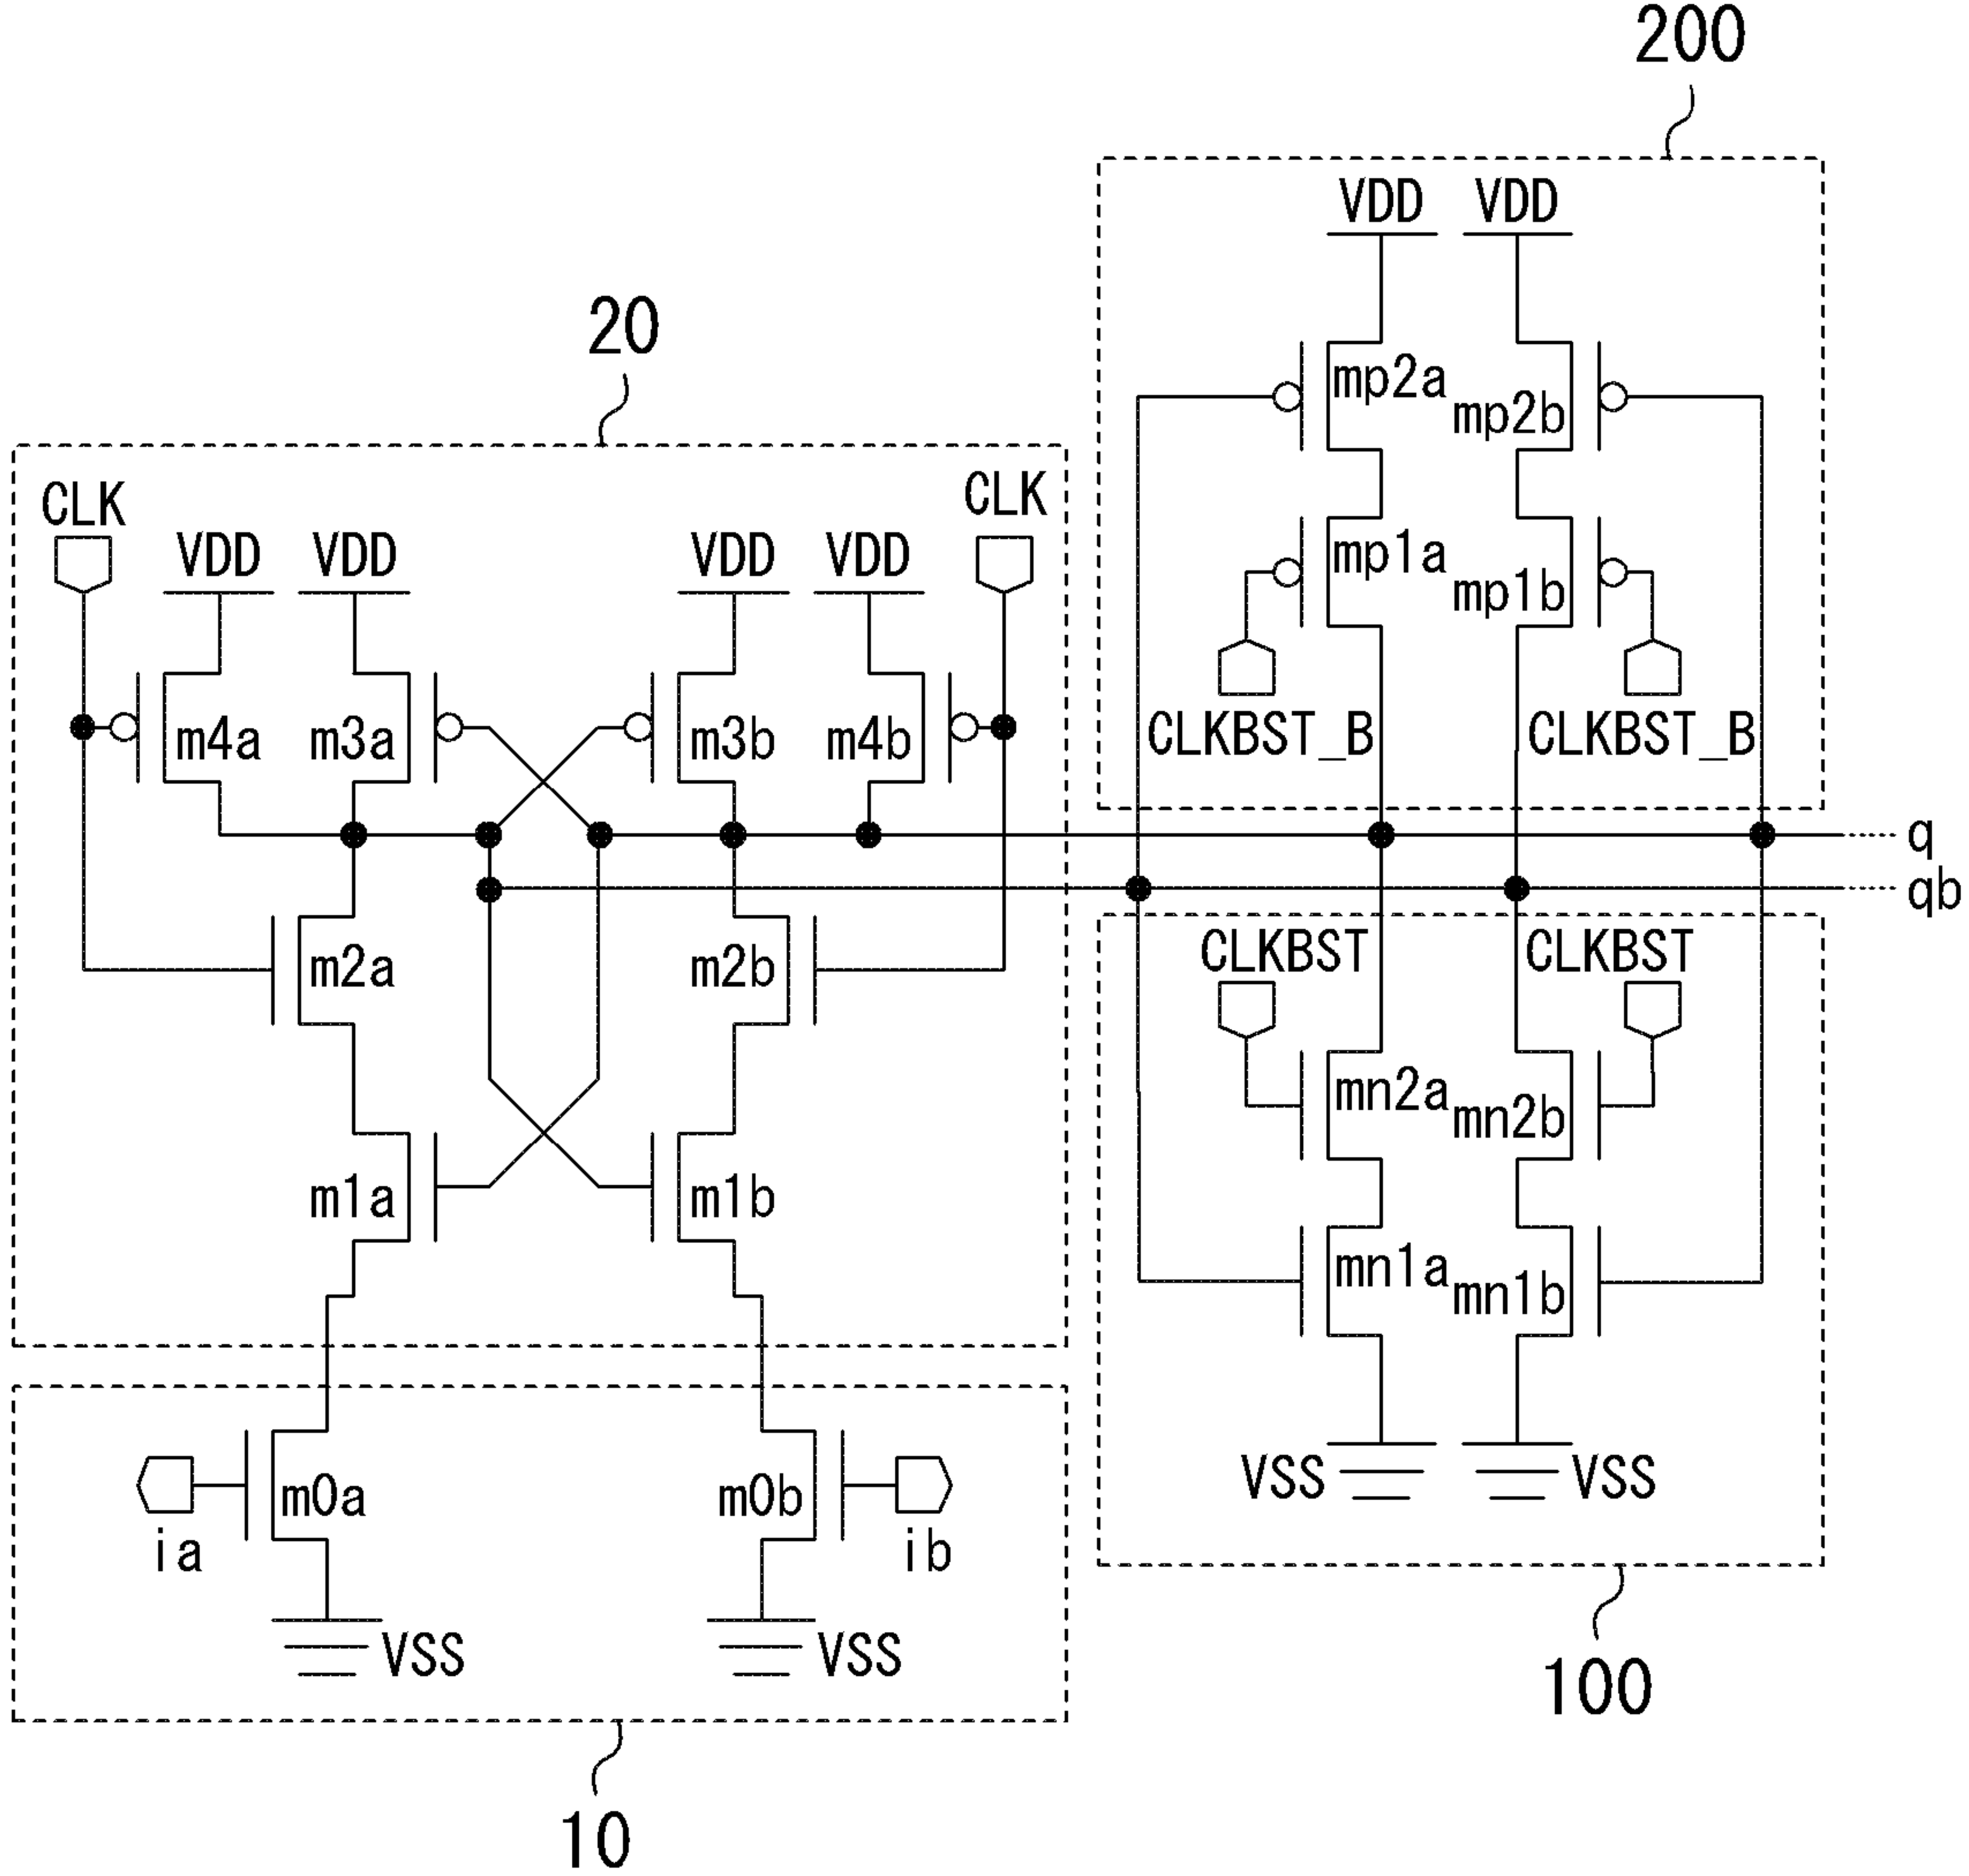 200
VDD VDD
20
mp2a
mp2b
CLK
CLK
VDD VDD
VDD VDD
mp1a
mp1b
m4a m3a
m3b m4b
CLKBST_B
CLKBST_B
q
qb
CLKBST
CLKBST
m2a
m2b
mn2a
mn2b
m1a
m1b
mn1a
mn1b
VSS
VSS
m0a
m0b
ia
ib
VSS
VSS
100
10